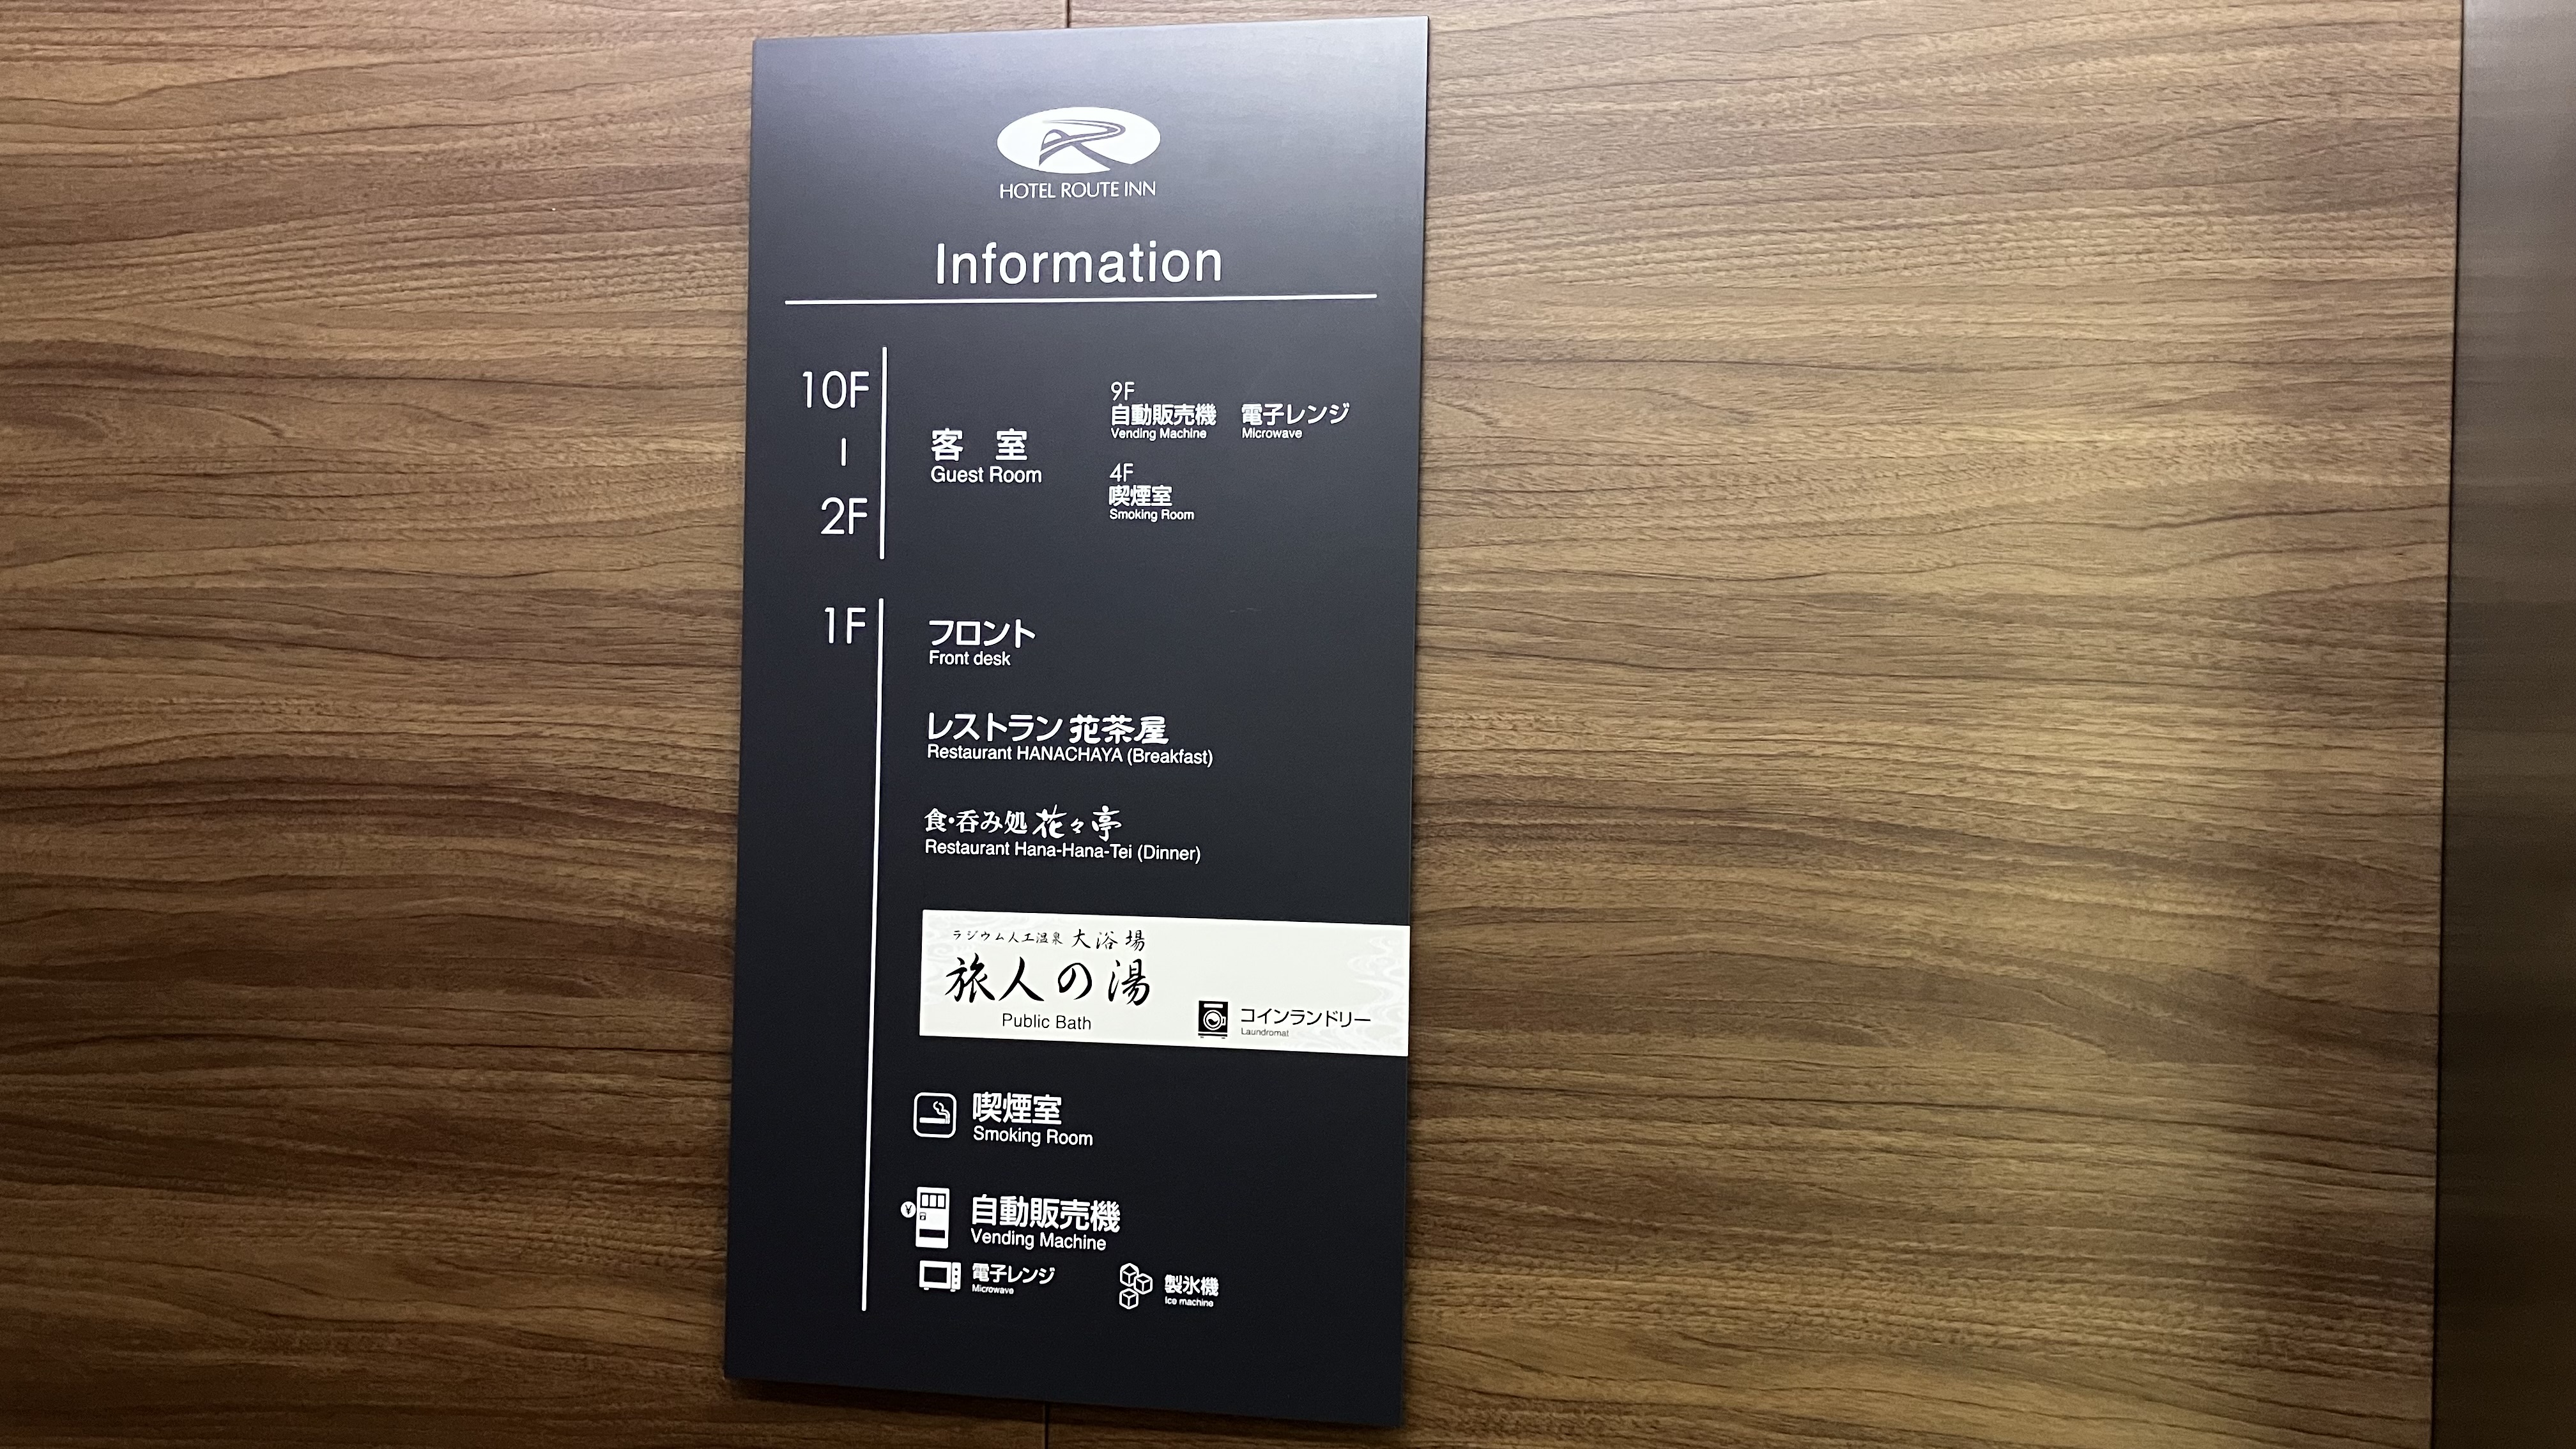 HOTEL ROUTE INN
Information
10F
|
2F
客 室
Guest Room
9F
自動販売機 電子レンジ
Vending Machine Microwave
4F
喫煙室
Smoking Room
1F
フロント
Front desk
レストラン 花茶屋
Restaurant HANACHAYA (Breakfast)
食・呑み処 花々亭
Restaurant Hana-Hana-Tei (Dinner)
ラジウム人工温泉 大浴場
旅人の湯
Public Bath
コインランドリー
Laundromat
喫煙室
Smoking Room
自動販売機
Vending Machine
電子レンジ
Microwave
製氷機
Ice machine